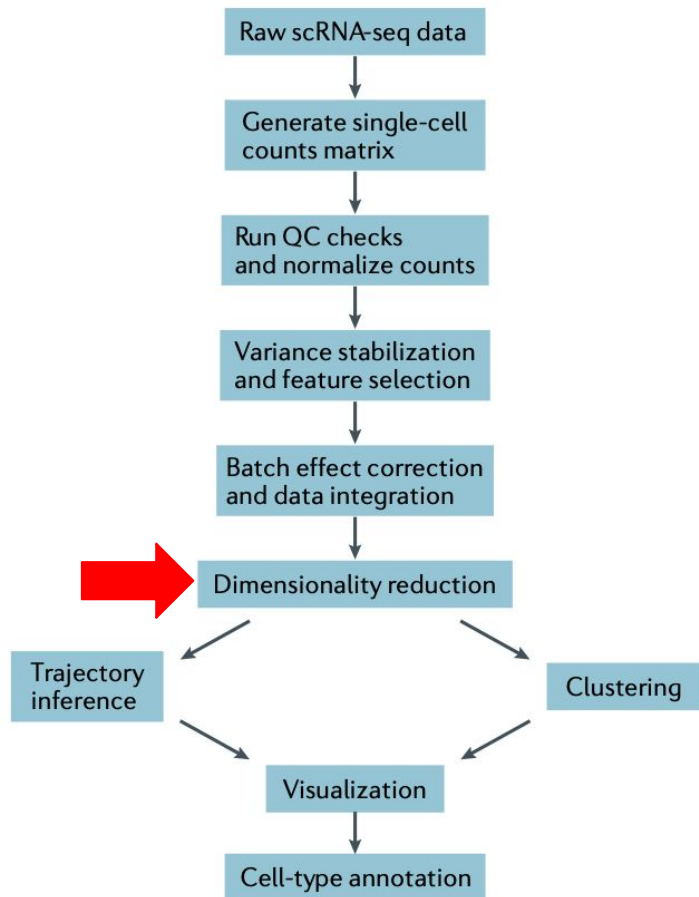 Raw scRNA-seq data
Generate single-cell
counts matrix
Run QC checks
and normalize counts
Variance stabilization
and feature selection
Batch effect correction
and data integration
Dimensionality reduction
Trajectory
inference
Clustering
Visualization
Cell-type annotation